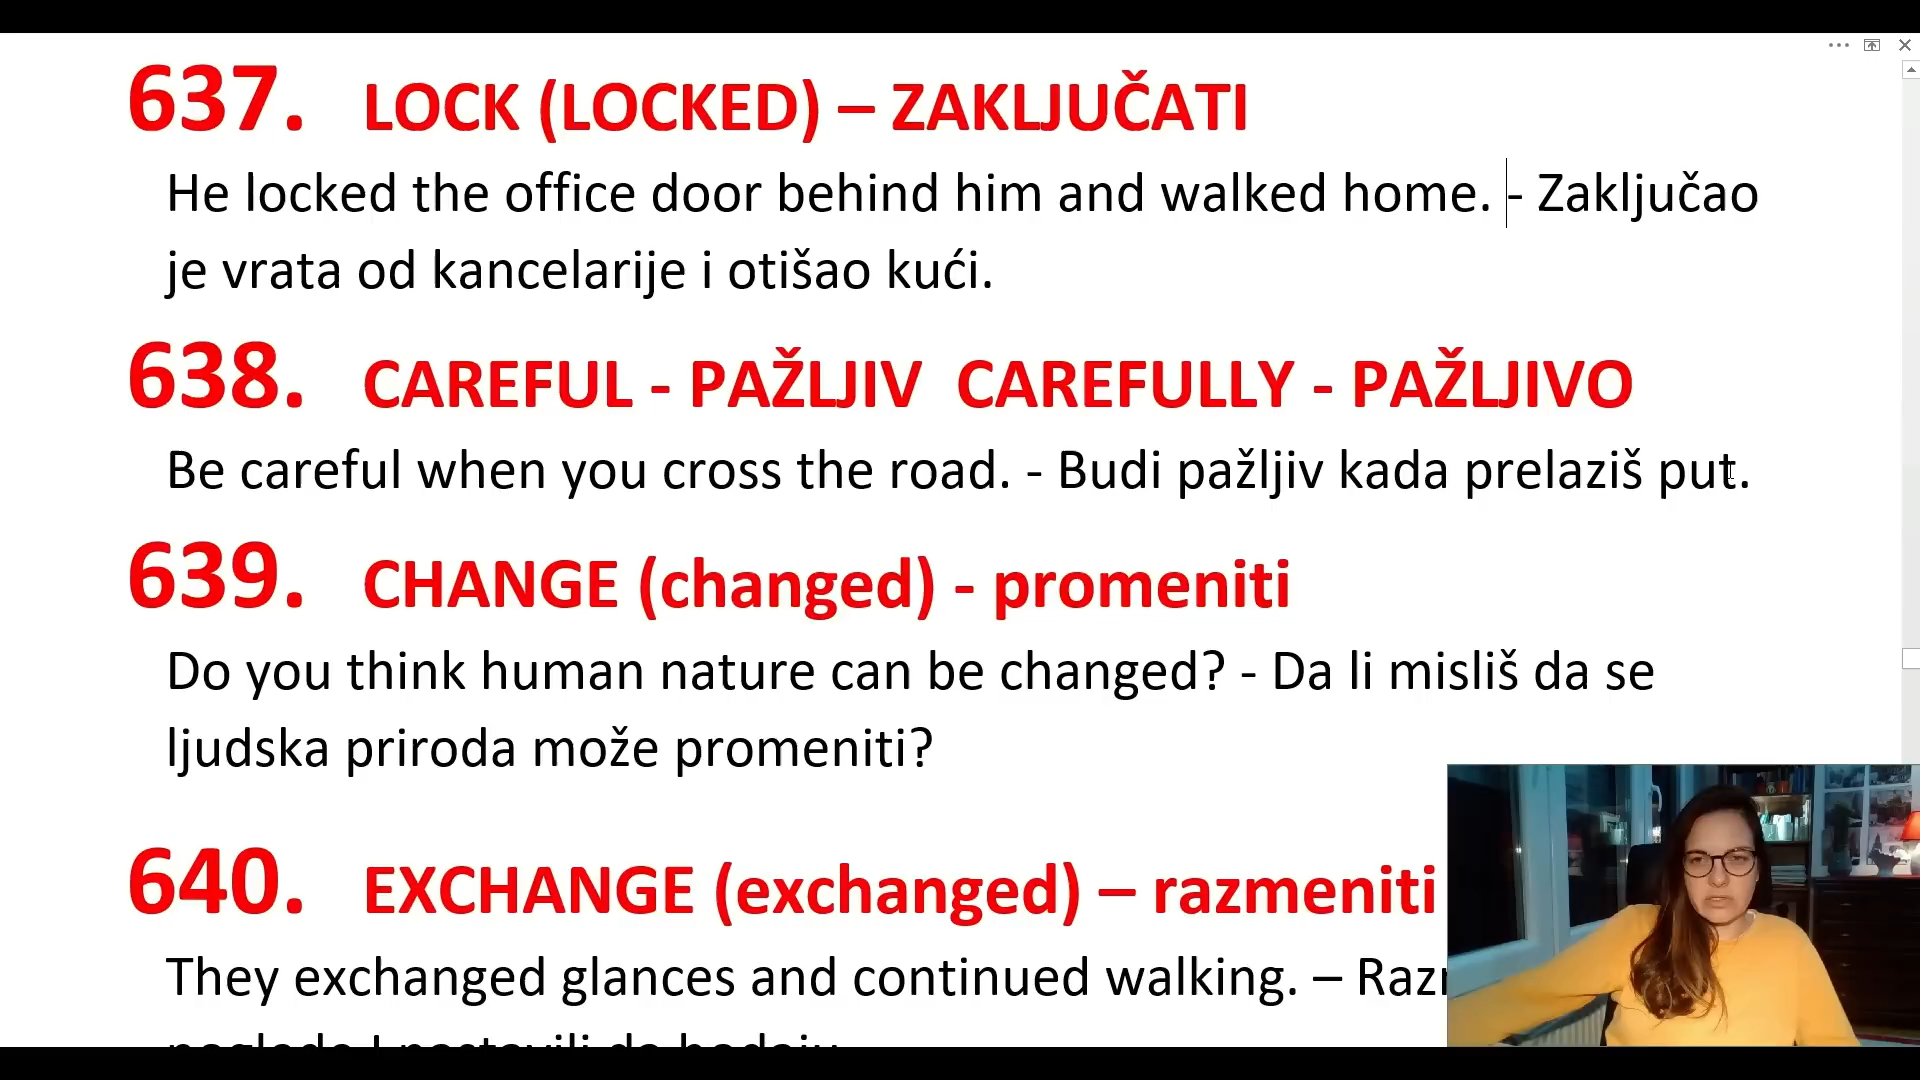 637. LOCK (LOCKED) – ZAKLJUČATI
He locked the office door behind him and walked home. - Zaključao
je vrata od kancelarije i otišao kući.
638. CAREFUL - PAŽLJIV CAREFULLY - PAŽLJIVO
Be careful when you cross the road. - Budi pažljiv kada prelaziš put.
639. CHANGE (changed) - promeniti
Do you think human nature can be changed? - Da li misliš da se
ljudska priroda može promeniti?
640. EXCHANGE (exchanged) – razmeniti
They exchanged glances and continued walking. –